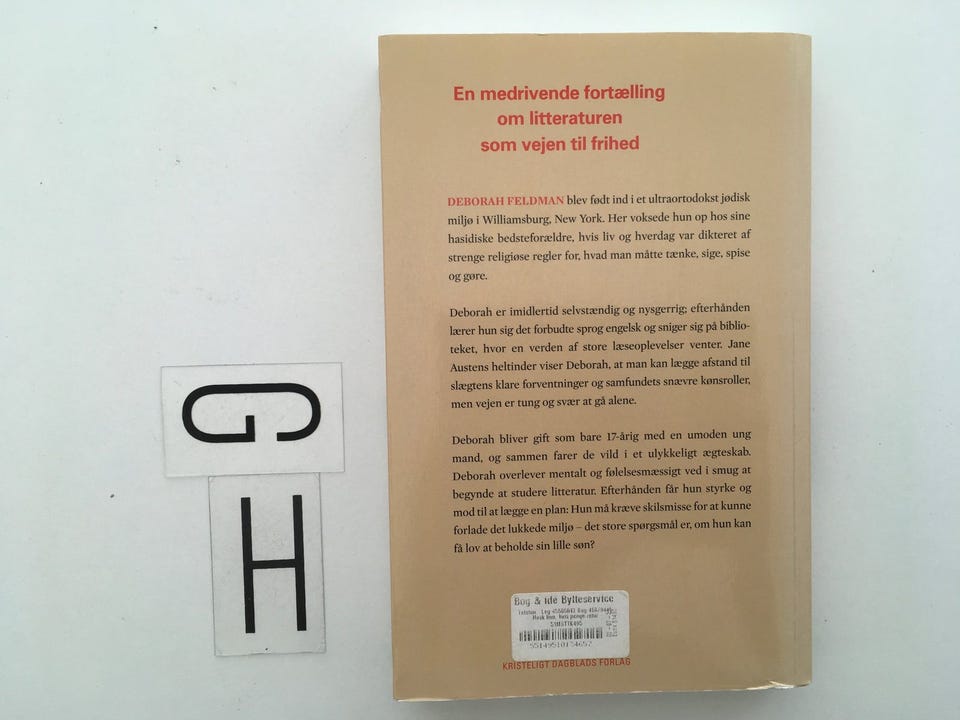 En medrivende fortælling
om litteraturen
som vejen til frihed
DEBORAH FELDMAN blev født ind i et ultraortodokst jødisk
miljø i Williamsburg, New York. Her voksede hun op hos sine
hasidiske bedsteforældre, hvis liv og hverdag var dikteret af
strenge religiøse regler for, hvad man måtte tænke, sige, spise
og gøre.
Deborah er imidlertid selvstændig og nysgerrig; efterhånden
lærer hun sig det forbudte sprog engelsk og sniger sig på biblio-
teket, hvor en verden af store læseoplevelser venter. Jane
Austens heltinder viser Deborah, at man kan lægge afstand til
slægtens klare forventninger og samfundets snævre kønsroller,
men vejen er tung og svær at gå alene.
Deborah bliver gift som bare 17-årig med en umoden ung
mand, og sammen farer de vild i et ulykkeligt ægteskab.
Deborah overlever mentalt og følelsesmæssigt ved i smug at
begynde at studere litteratur. Efterhånden får hun styrke og
mod til at lægge en plan: Hun må kræve skilsmisse for at kunne
forlade det lukkede miljø – det store spørgsmål er, om hun kan
få lov at beholde sin lille søn?
Bog & idé Bytteservice
KRISTELIGT DAGBLADS FORLAG
G
H